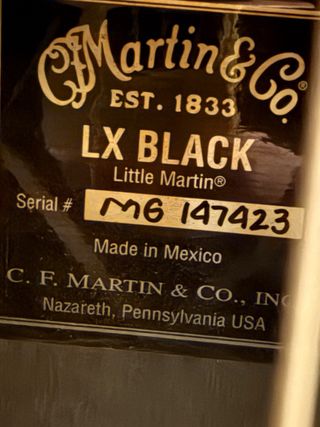 C.F. Martin & Co.®
EST. 1833
LX BLACK
Little Martin®
Serial # MG 147423
Made in Mexico
C. F. MARTIN & CO., INC
Nazareth, Pennsylvania USA